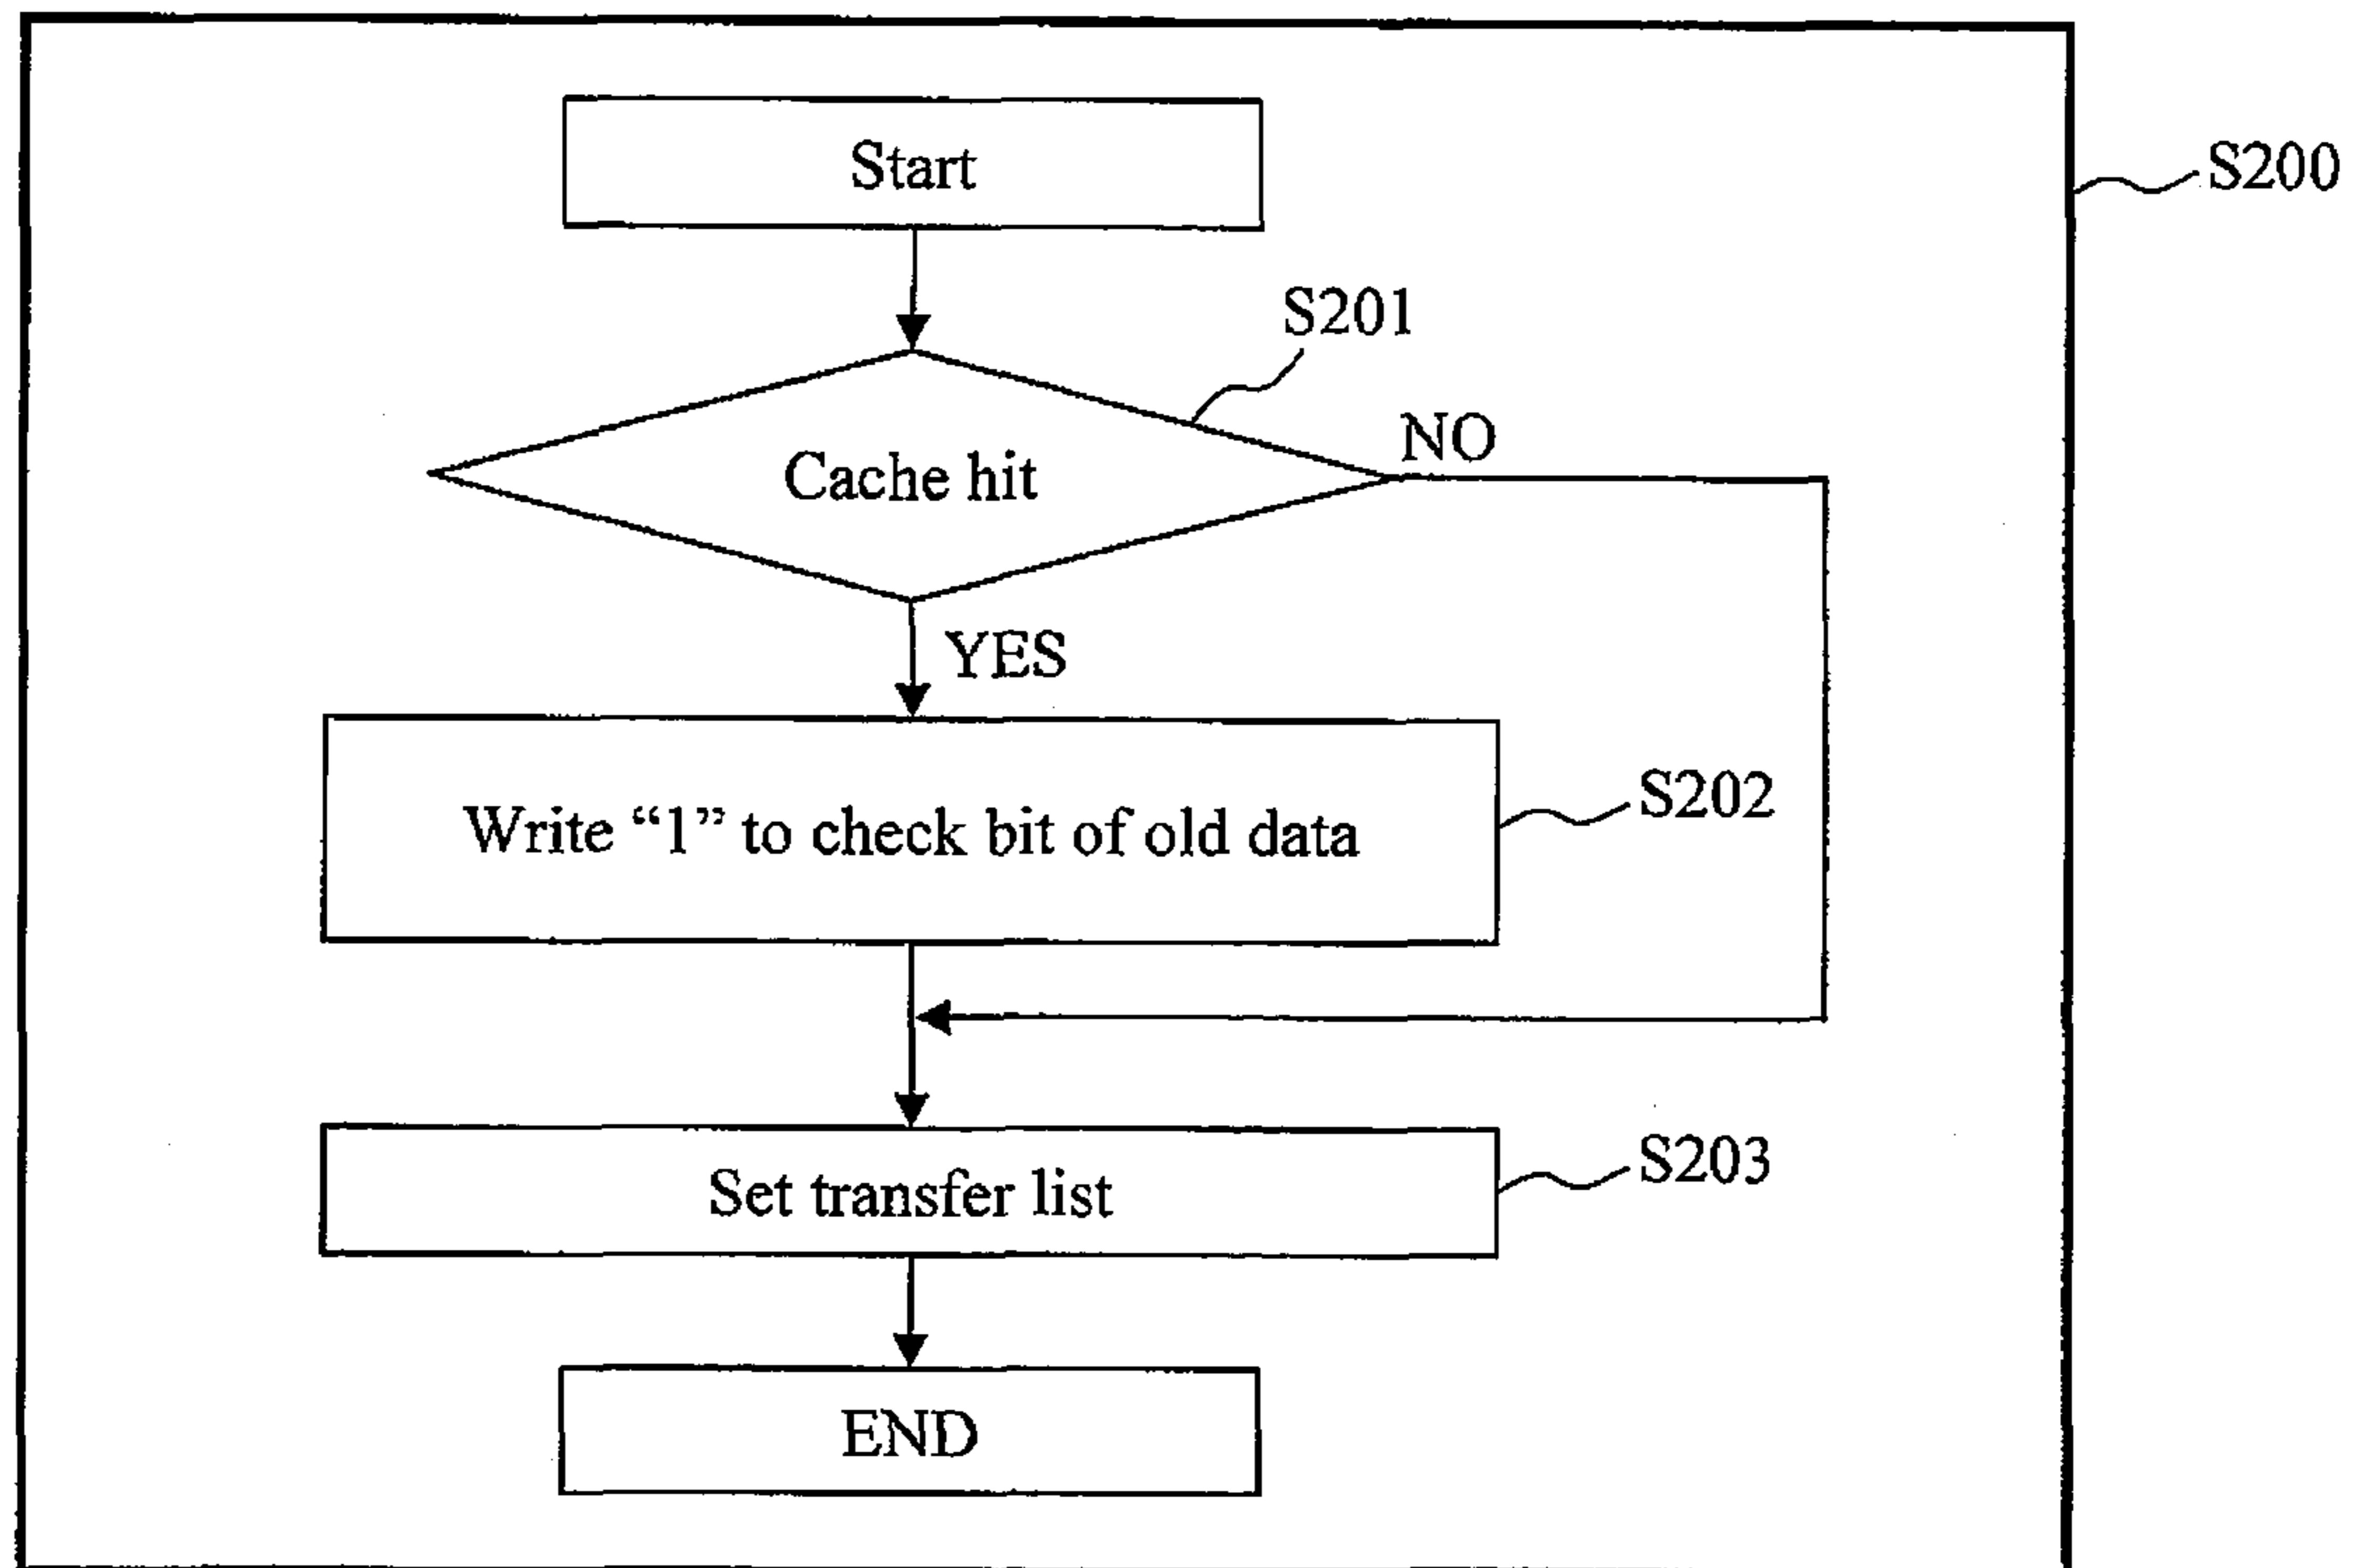 Start
S200
S201
NO
Cache hit
YES
Write “1” to check bit of old data
S202
Set transfer list
S203
END